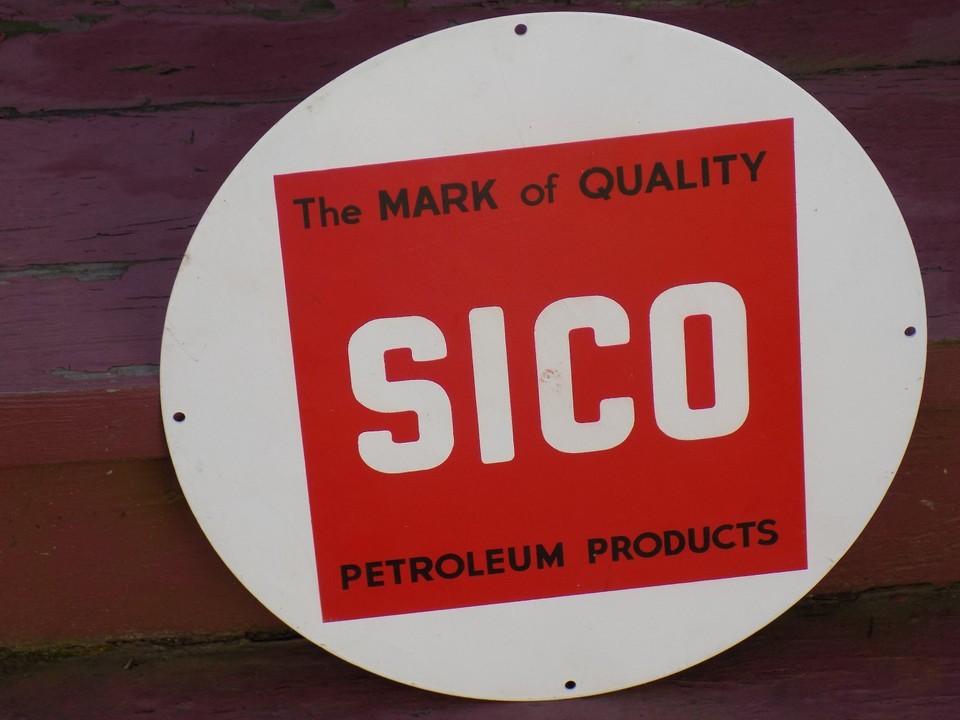 The MARK of QUALITY
SICO
PETROLEUM PRODUCTS